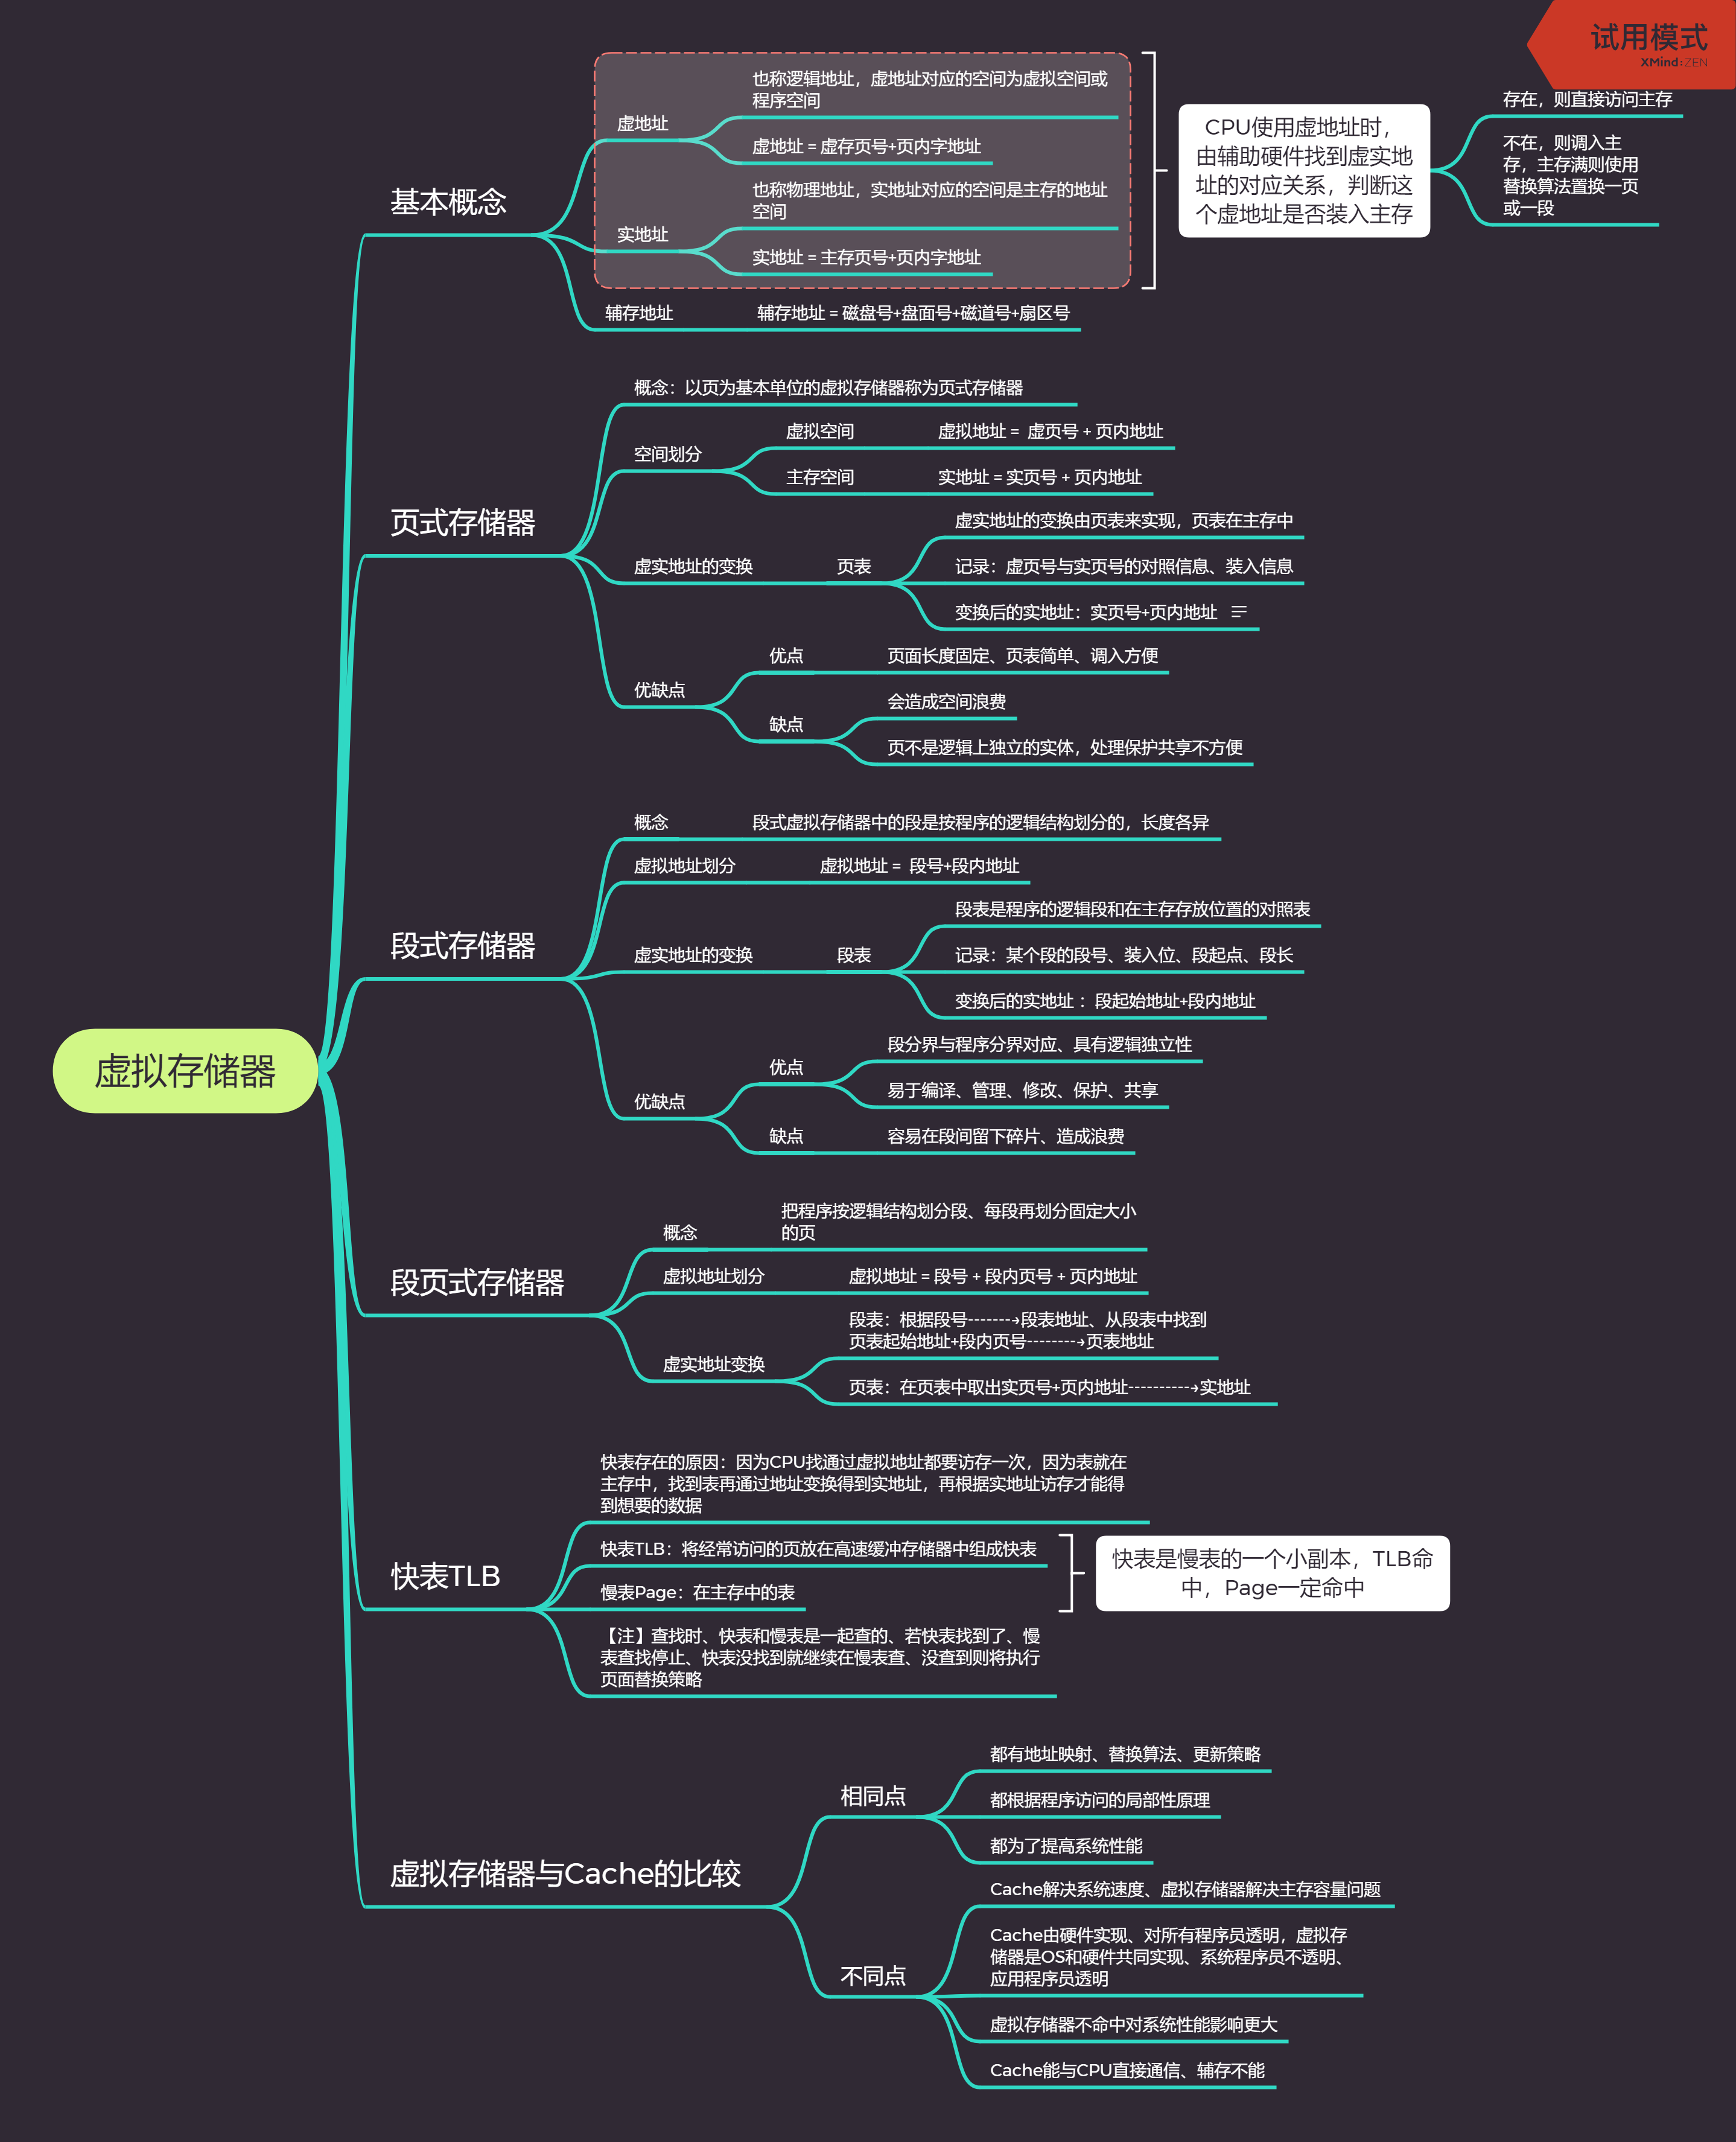 试用模式
XMind:ZEN
虚拟存储器
基本概念
虚地址
也称逻辑地址，虚地址对应的空间为虚拟空间或
程序空间
虚地址 = 虚存页号+页内字地址
实地址
也称物理地址，实地址对应的空间是主存的地址
空间
实地址 = 主存页号+页内字地址
CPU使用虚地址时，
由辅助硬件找到虚实地
址的对应关系，判断这
个虚地址是否装入主存
存在，则直接访问主存
不在，则调入主
存，主存满则使用
替换算法置换一页
或一段
辅存地址
辅存地址 = 磁盘号+盘面号+磁道号+扇区号
页式存储器
概念：以页为基本单位的虚拟存储器称为页式存储器
空间划分
虚拟空间
虚拟地址 = 虚页号 + 页内地址
主存空间
实地址 = 实页号 + 页内地址
虚实地址的变换
页表
虚实地址的变换由页表来实现，页表在主存中
记录：虚页号与实页号的对照信息、装入信息
变换后的实地址：实页号+页内地址
优缺点
优点
页面长度固定、页表简单、调入方便
缺点
会造成空间浪费
页不是逻辑上独立的实体，处理保护共享不方便
段式存储器
概念
段式虚拟存储器中的段是按程序的逻辑结构划分的，长度各异
虚拟地址划分
虚拟地址 = 段号+段内地址
虚实地址的变换
段表
段表是程序的逻辑段和在主存存放位置的对照表
记录：某个段的段号、装入位、段起点、段长
变换后的实地址 ：段起始地址+段内地址
优缺点
优点
段分界与程序分界对应、具有逻辑独立性
易于编译、管理、修改、保护、共享
缺点
容易在段间留下碎片、造成浪费
段页式存储器
概念
把程序按逻辑结构划分段、每段再划分固定大小
的页
虚拟地址划分
虚拟地址 = 段号 + 段内页号 + 页内地址
虚实地址变换
段表：根据段号------→段表地址、从段表中找到
页表起始地址+段内页号-------→页表地址
页表：在页表中取出实页号+页内地址---------→实地址
快表TLB
快表存在的原因：因为CPU找通过虚拟地址都要访存一次，因为表就在
主存中，找到表再通过地址变换得到实地址，再根据实地址访存才能得
到想要的数据
快表TLB：将经常访问的页放在高速缓冲存储器中组成快表
慢表Page：在主存中的表
快表是慢表的一个小副本，TLB命
中，Page一定命中
【注】查找时、快表和慢表是一起查的、若快表找到了、慢
表查找停止、快表没找到就继续在慢表查、没查到则将执行
页面替换策略
虚拟存储器与Cache的比较
相同点
都有地址映射、替换算法、更新策略
都根据程序访问的局部性原理
都为了提高系统性能
不同点
Cache解决系统速度、虚拟存储器解决主存容量问题
Cache由硬件实现、对所有程序员透明，虚拟存
储器是OS和硬件共同实现、系统程序员不透明、
应用程序员透明
虚拟存储器不命中对系统性能影响更大
Cache能与CPU直接通信、辅存不能